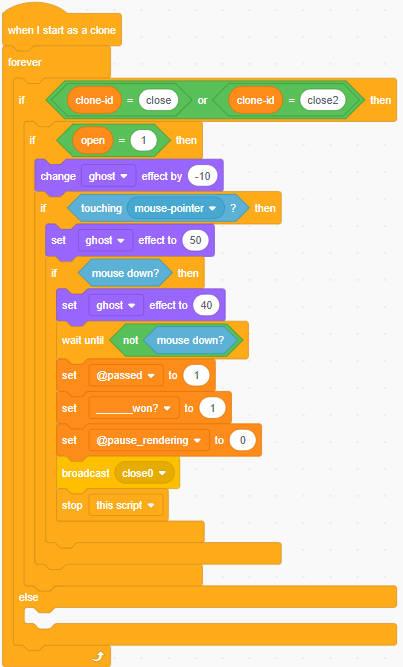 when I start as a clone
forever
if clone-id = close or clone-id = close2 then
if open = 1 then
change ghost effect by -10
if touching mouse-pointer ? then
set ghost effect to 50
if mouse down? then
set ghost effect to 40
wait until not mouse down?
set @passed to 1
set ______won? to 1
set @pause_rendering to 0
broadcast close0
stop this script
else